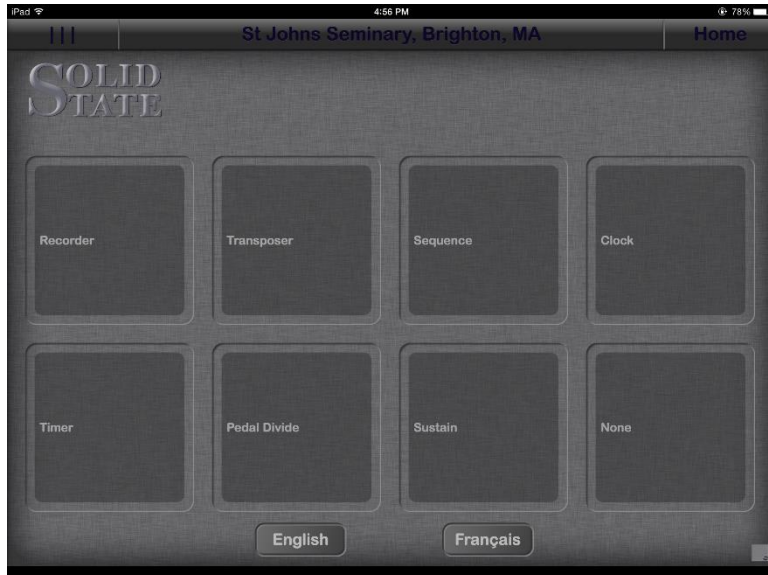 iPad 4:56 PM 78%
St Johns Seminary, Brighton, MA Home
SOLID
STATE
Recorder Transposer Sequence Clock
Timer Pedal Divide Sustain None
English Français